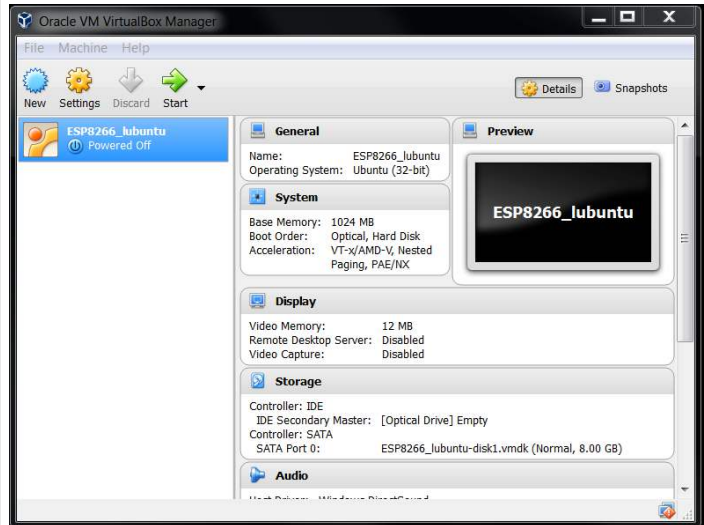 Oracle VM VirtualBox Manager
File Machine Help
New Settings Discard Start
Details Snapshots
ESP8266_lubuntu
Powered Off
General
Name: ESP8266_lubuntu
Operating System: Ubuntu (32-bit)
System
Base Memory: 1024 MB
Boot Order: Optical, Hard Disk
Acceleration: VT-x/AMD-V, Nested
Paging, PAE/NX
Preview
ESP8266_lubuntu
Display
Video Memory: 12 MB
Remote Desktop Server: Disabled
Video Capture: Disabled
Storage
Controller: IDE
IDE Secondary Master: [Optical Drive] Empty
Controller: SATA
SATA Port 0: ESP8266_lubuntu-disk1.vmdk (Normal, 8.00 GB)
Audio
Host Driver: Windows DirectSound